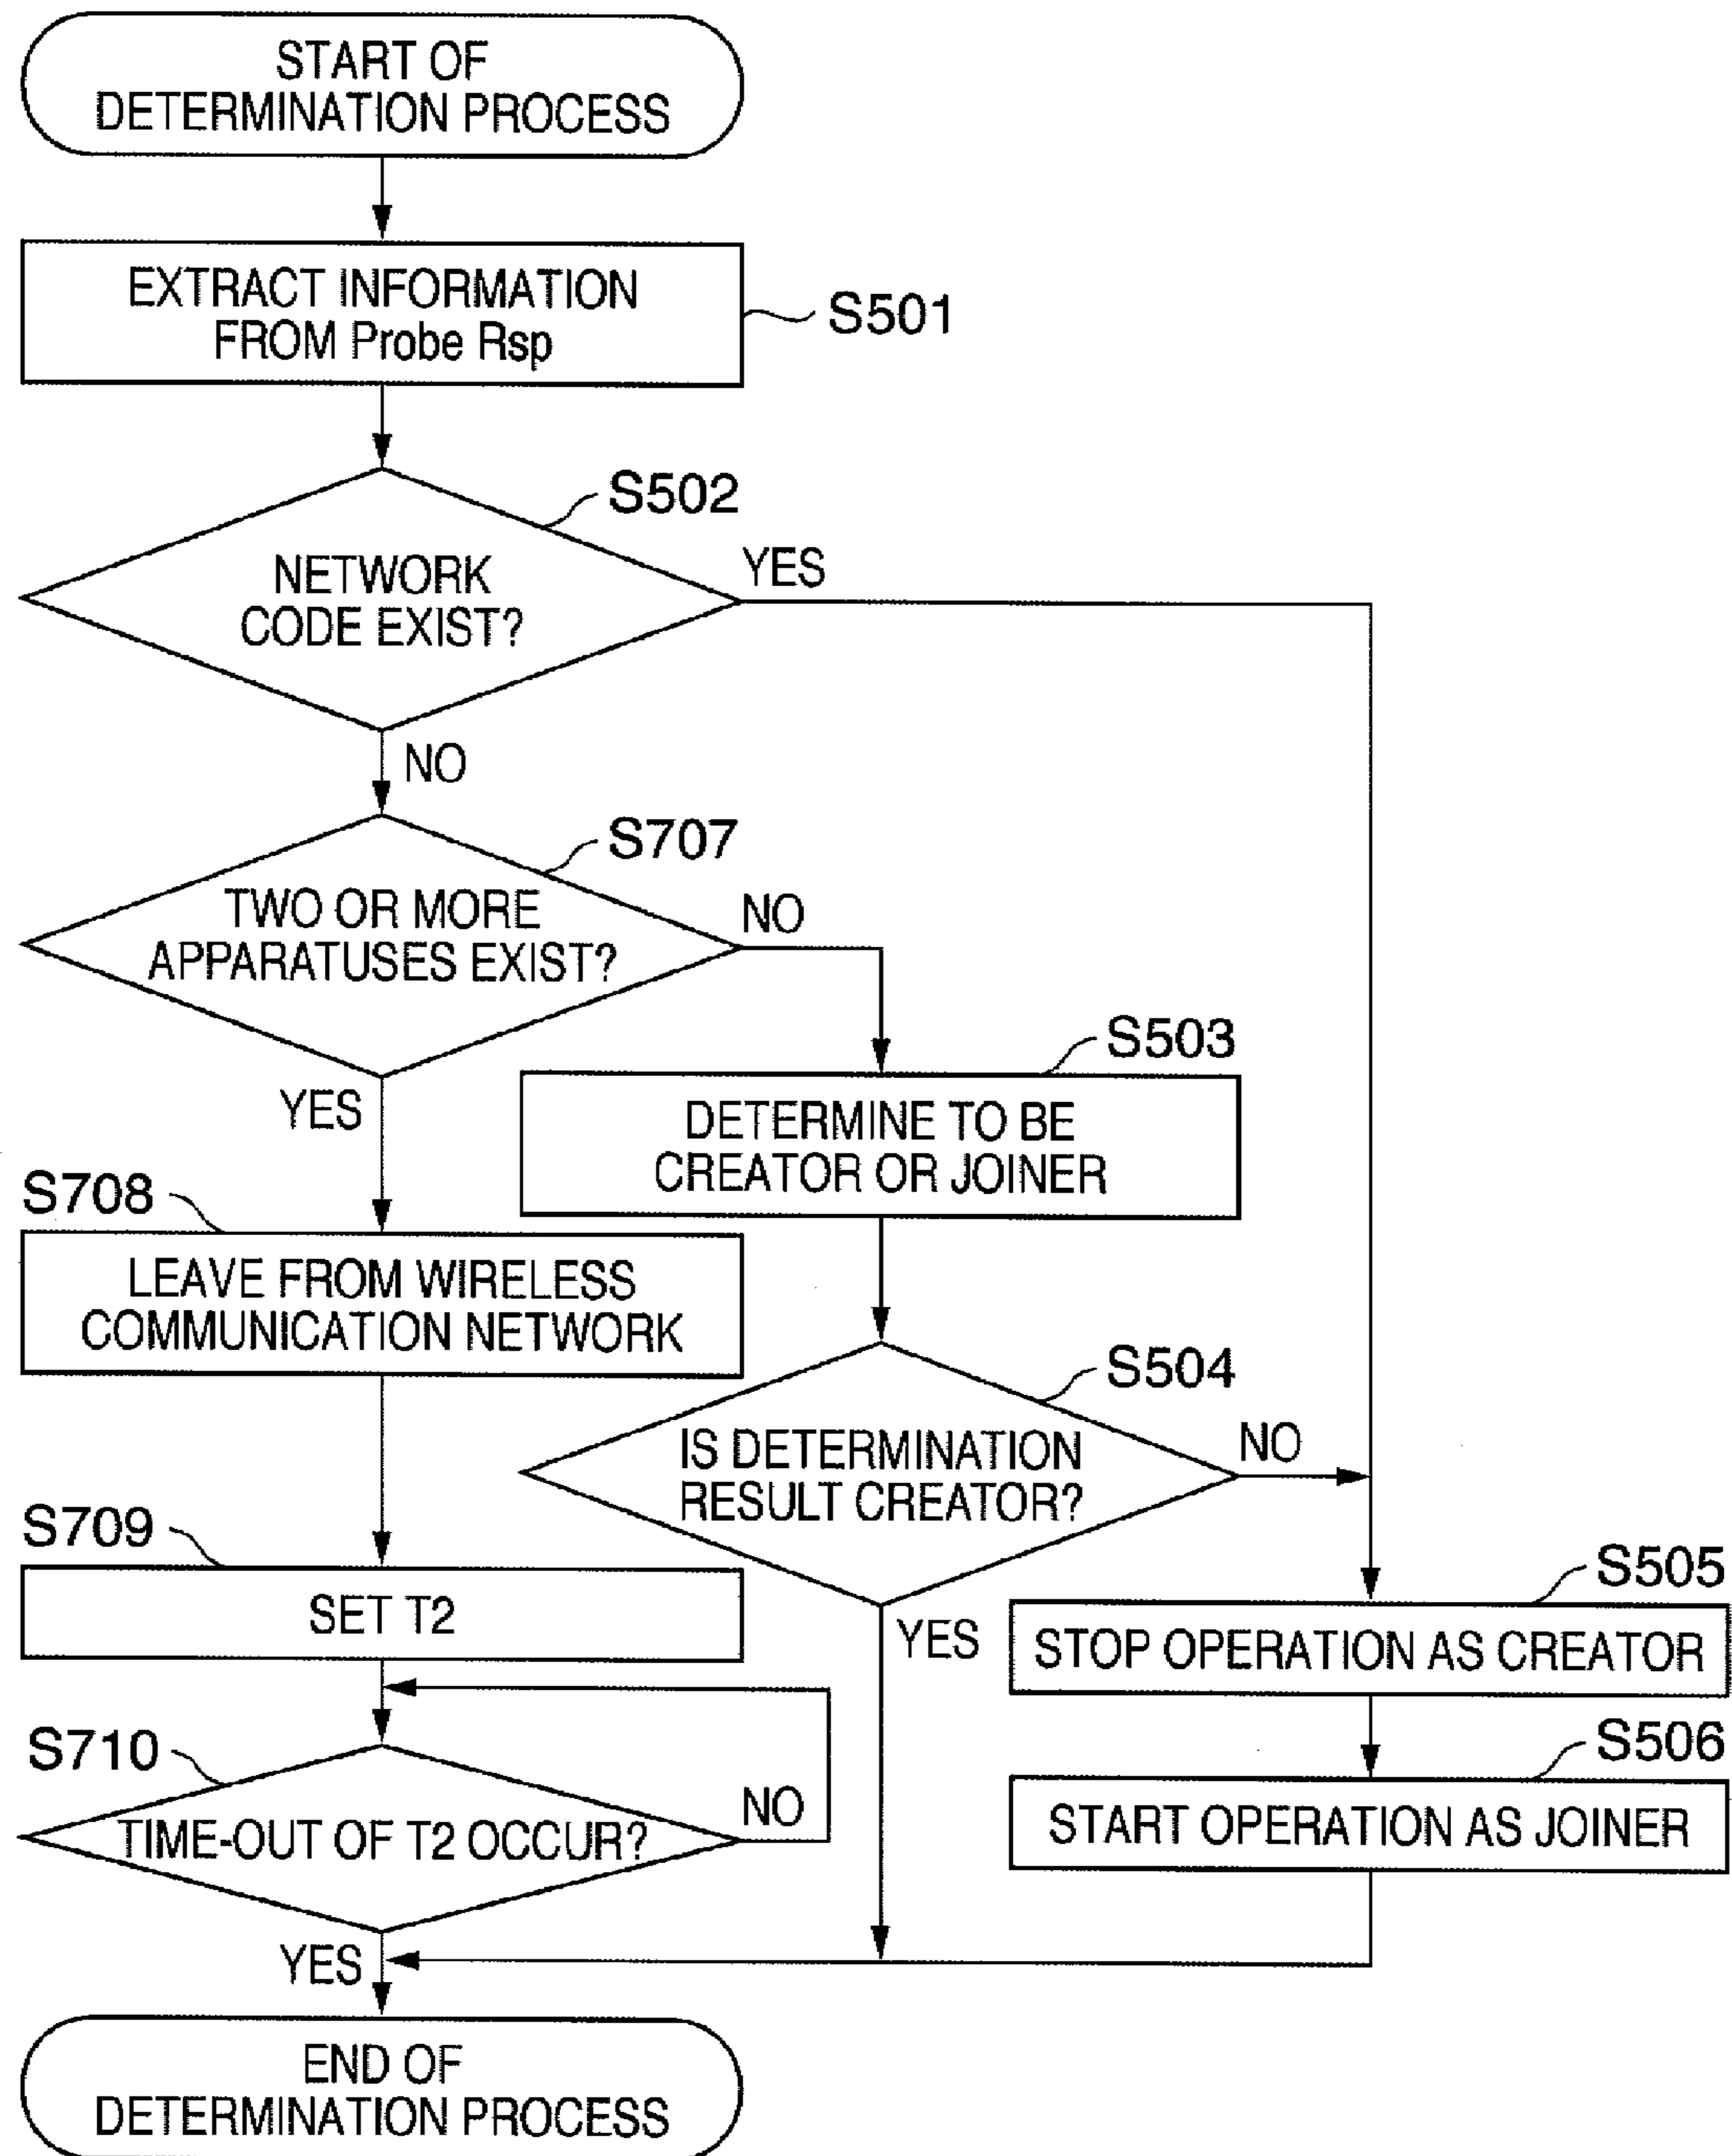 START OF
DETERMINATION PROCESS
EXTRACT INFORMATION
FROM Probe Rsp
S501
S502
NETWORK
CODE EXIST?
YES
NO
S707
TWO OR MORE
APPARATUSES EXIST?
NO
YES
S503
DETERMINE TO BE
CREATOR OR JOINER
S708
LEAVE FROM WIRELESS
COMMUNICATION NETWORK
S504
IS DETERMINATION
RESULT CREATOR?
NO
YES
S709
SET T2
S505
STOP OPERATION AS CREATOR
S710
TIME-OUT OF T2 OCCUR?
NO
YES
S506
START OPERATION AS JOINER
END OF
DETERMINATION PROCESS